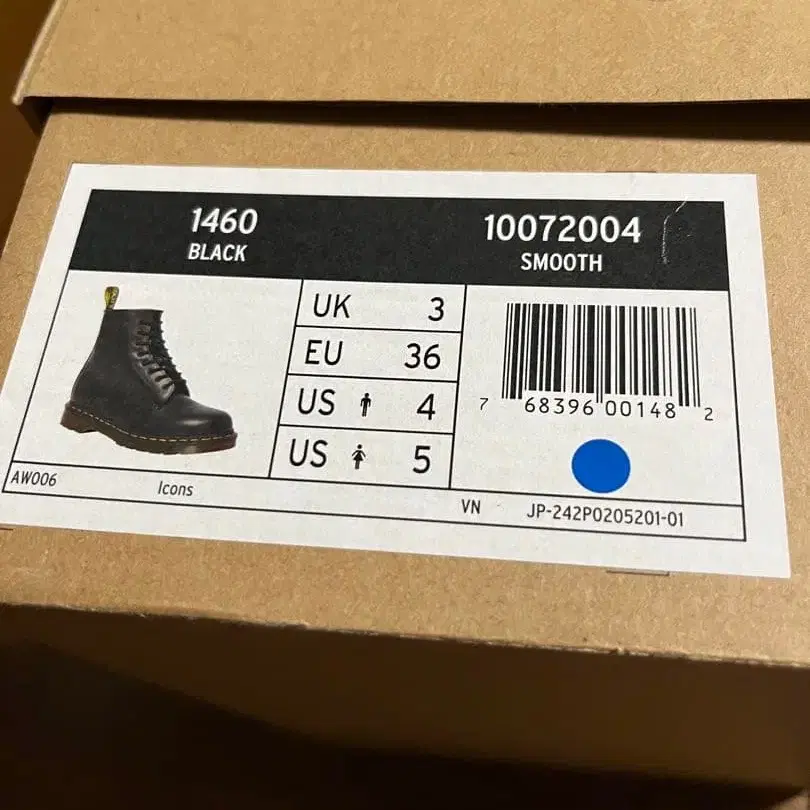 1460
BLACK
10072004
SMOOTH
UK 3
EU 36
US 4
US 5
7 68396 00148 2
AW006
Icons
VN JP-242P0205201-01